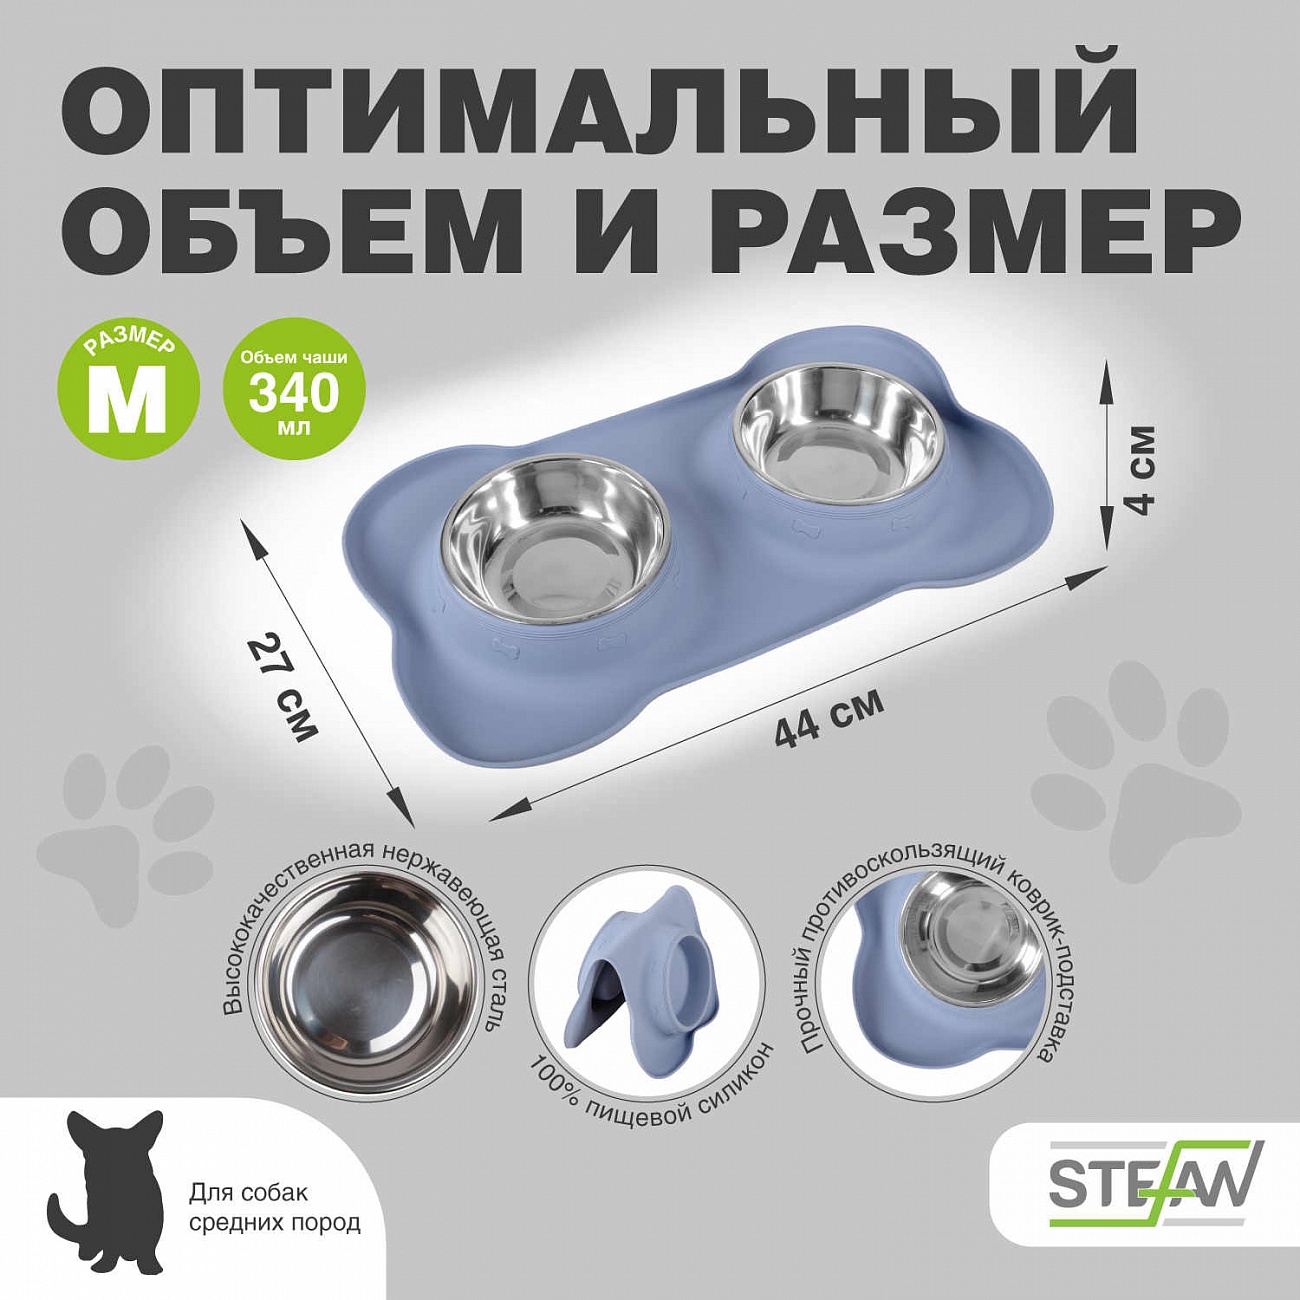 ОПТИМАЛЬНЫЙ
ОБЪЕМ И РАЗМЕР
РАЗМЕР
M
Объем чаши
340
мл
4 см
27 см
44 см
Высококачественная нержавеющая сталь
100% пищевой силикон
Прочный противоскользящий коврик-подставка
Для собак
средних пород
STEFAN